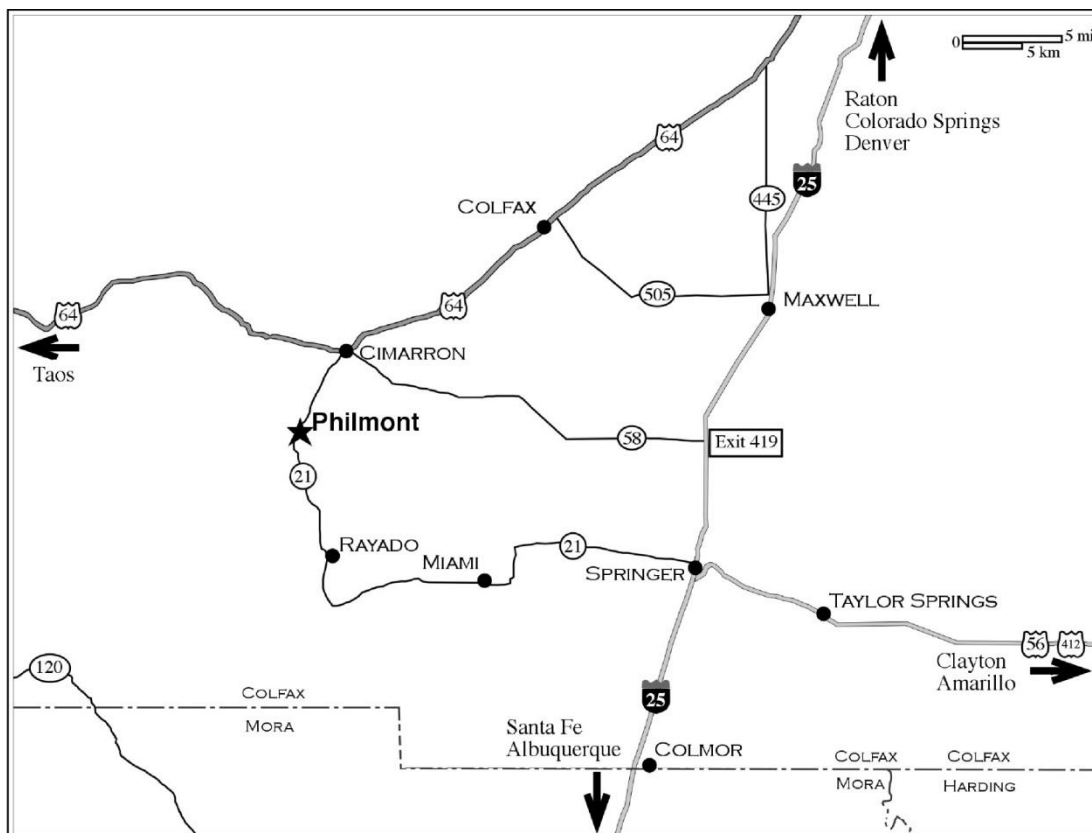 0 5 mi
5 km
Raton
Colorado Springs
Denver
64
25
COLFAX
445
505
MAXWELL
64
64
CIMARRON
Taos
Philmont
58
Exit 419
21
RAYADO
MIAMI
21
SPRINGER
TAYLOR SPRINGS
56
412
Clayton
Amarillo
120
COLFAX
MORA
25
Santa Fe
Albuquerque
COLMOR
COLFAX
MORA
COLFAX
HARDING